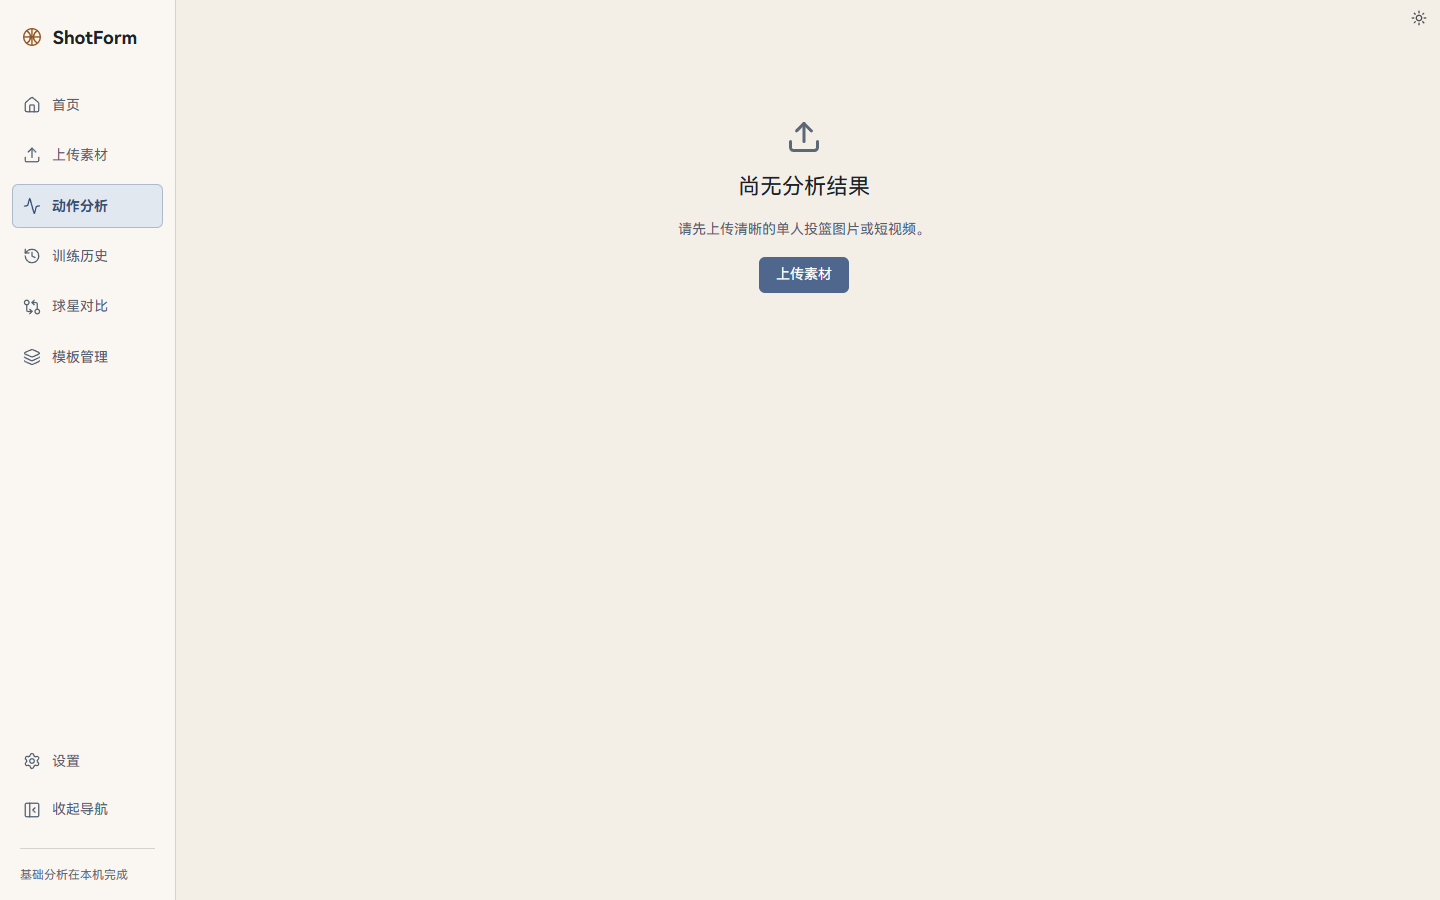 ShotForm
首页
上传素材
动作分析
训练历史
球星对比
模板管理
设置
收起导航
基础分析在本机完成
尚无分析结果
请先上传清晰的单人投篮图片或短视频。
上传素材